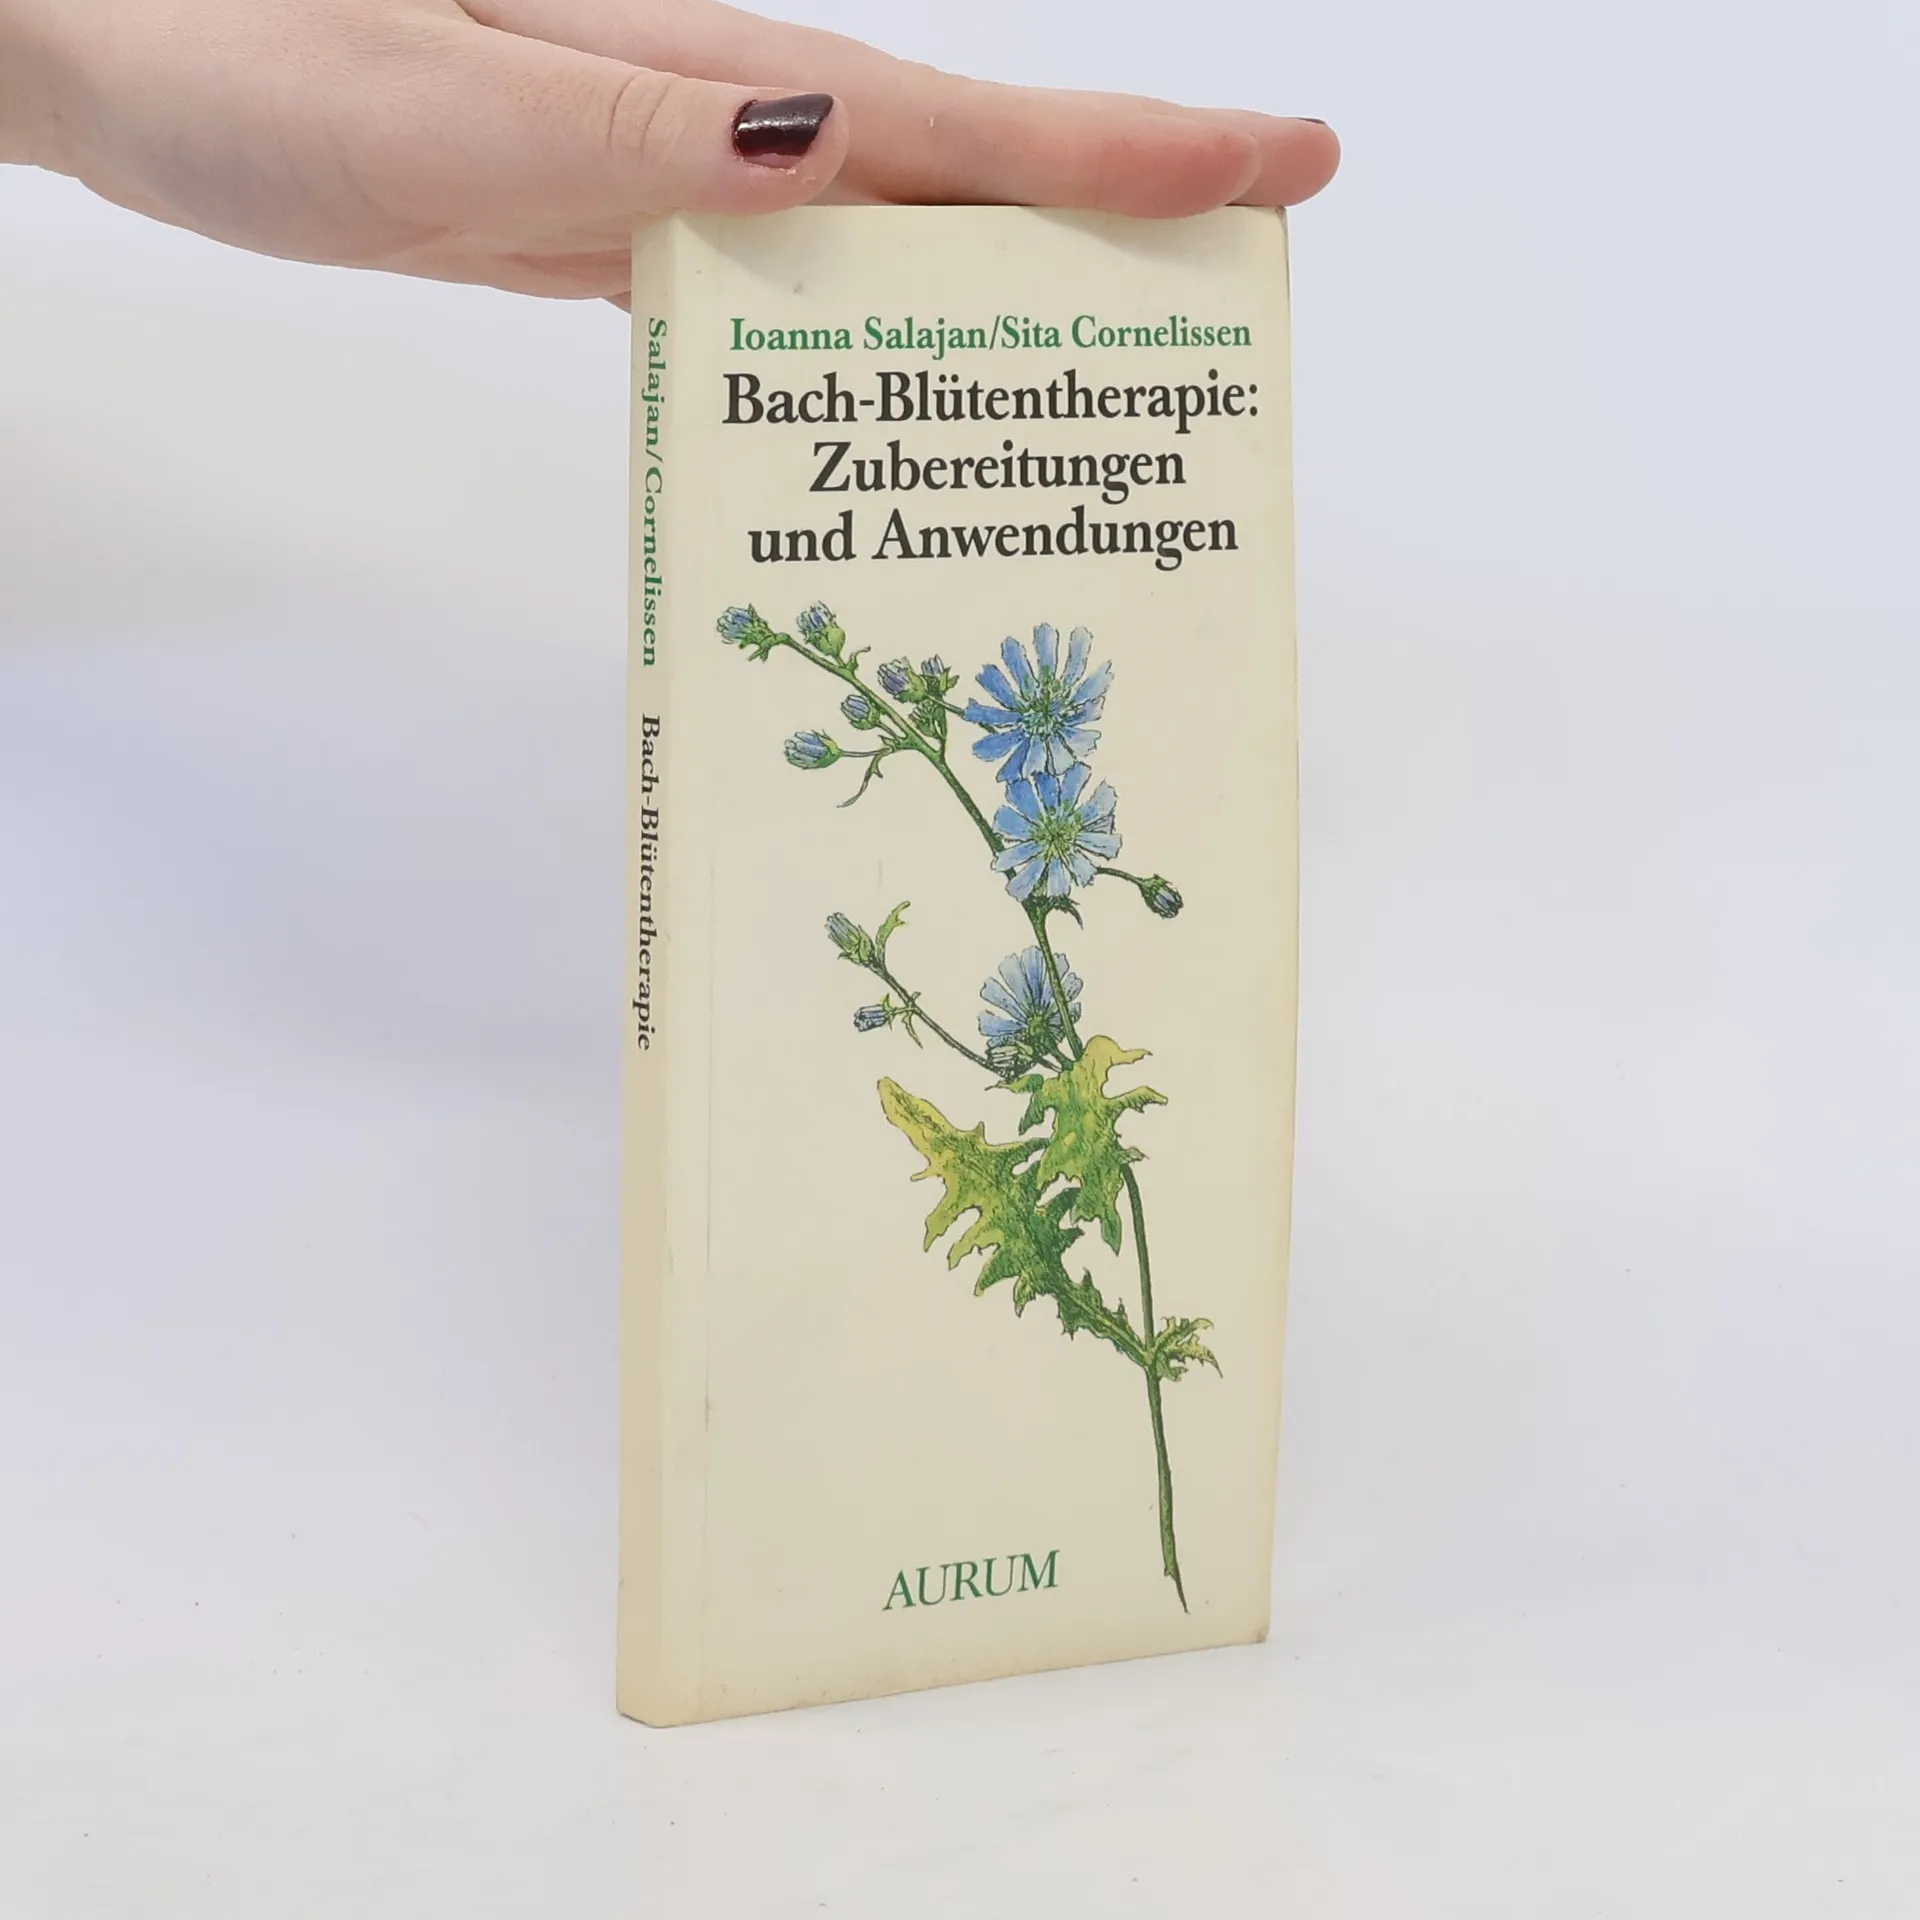 Ioanna Salajan/Sita Cornelissen
Bach-Blütentherapie:
Zubereitungen
und Anwendungen
AURUM
Salajan/Cornelissen Bach-Blütentherapie